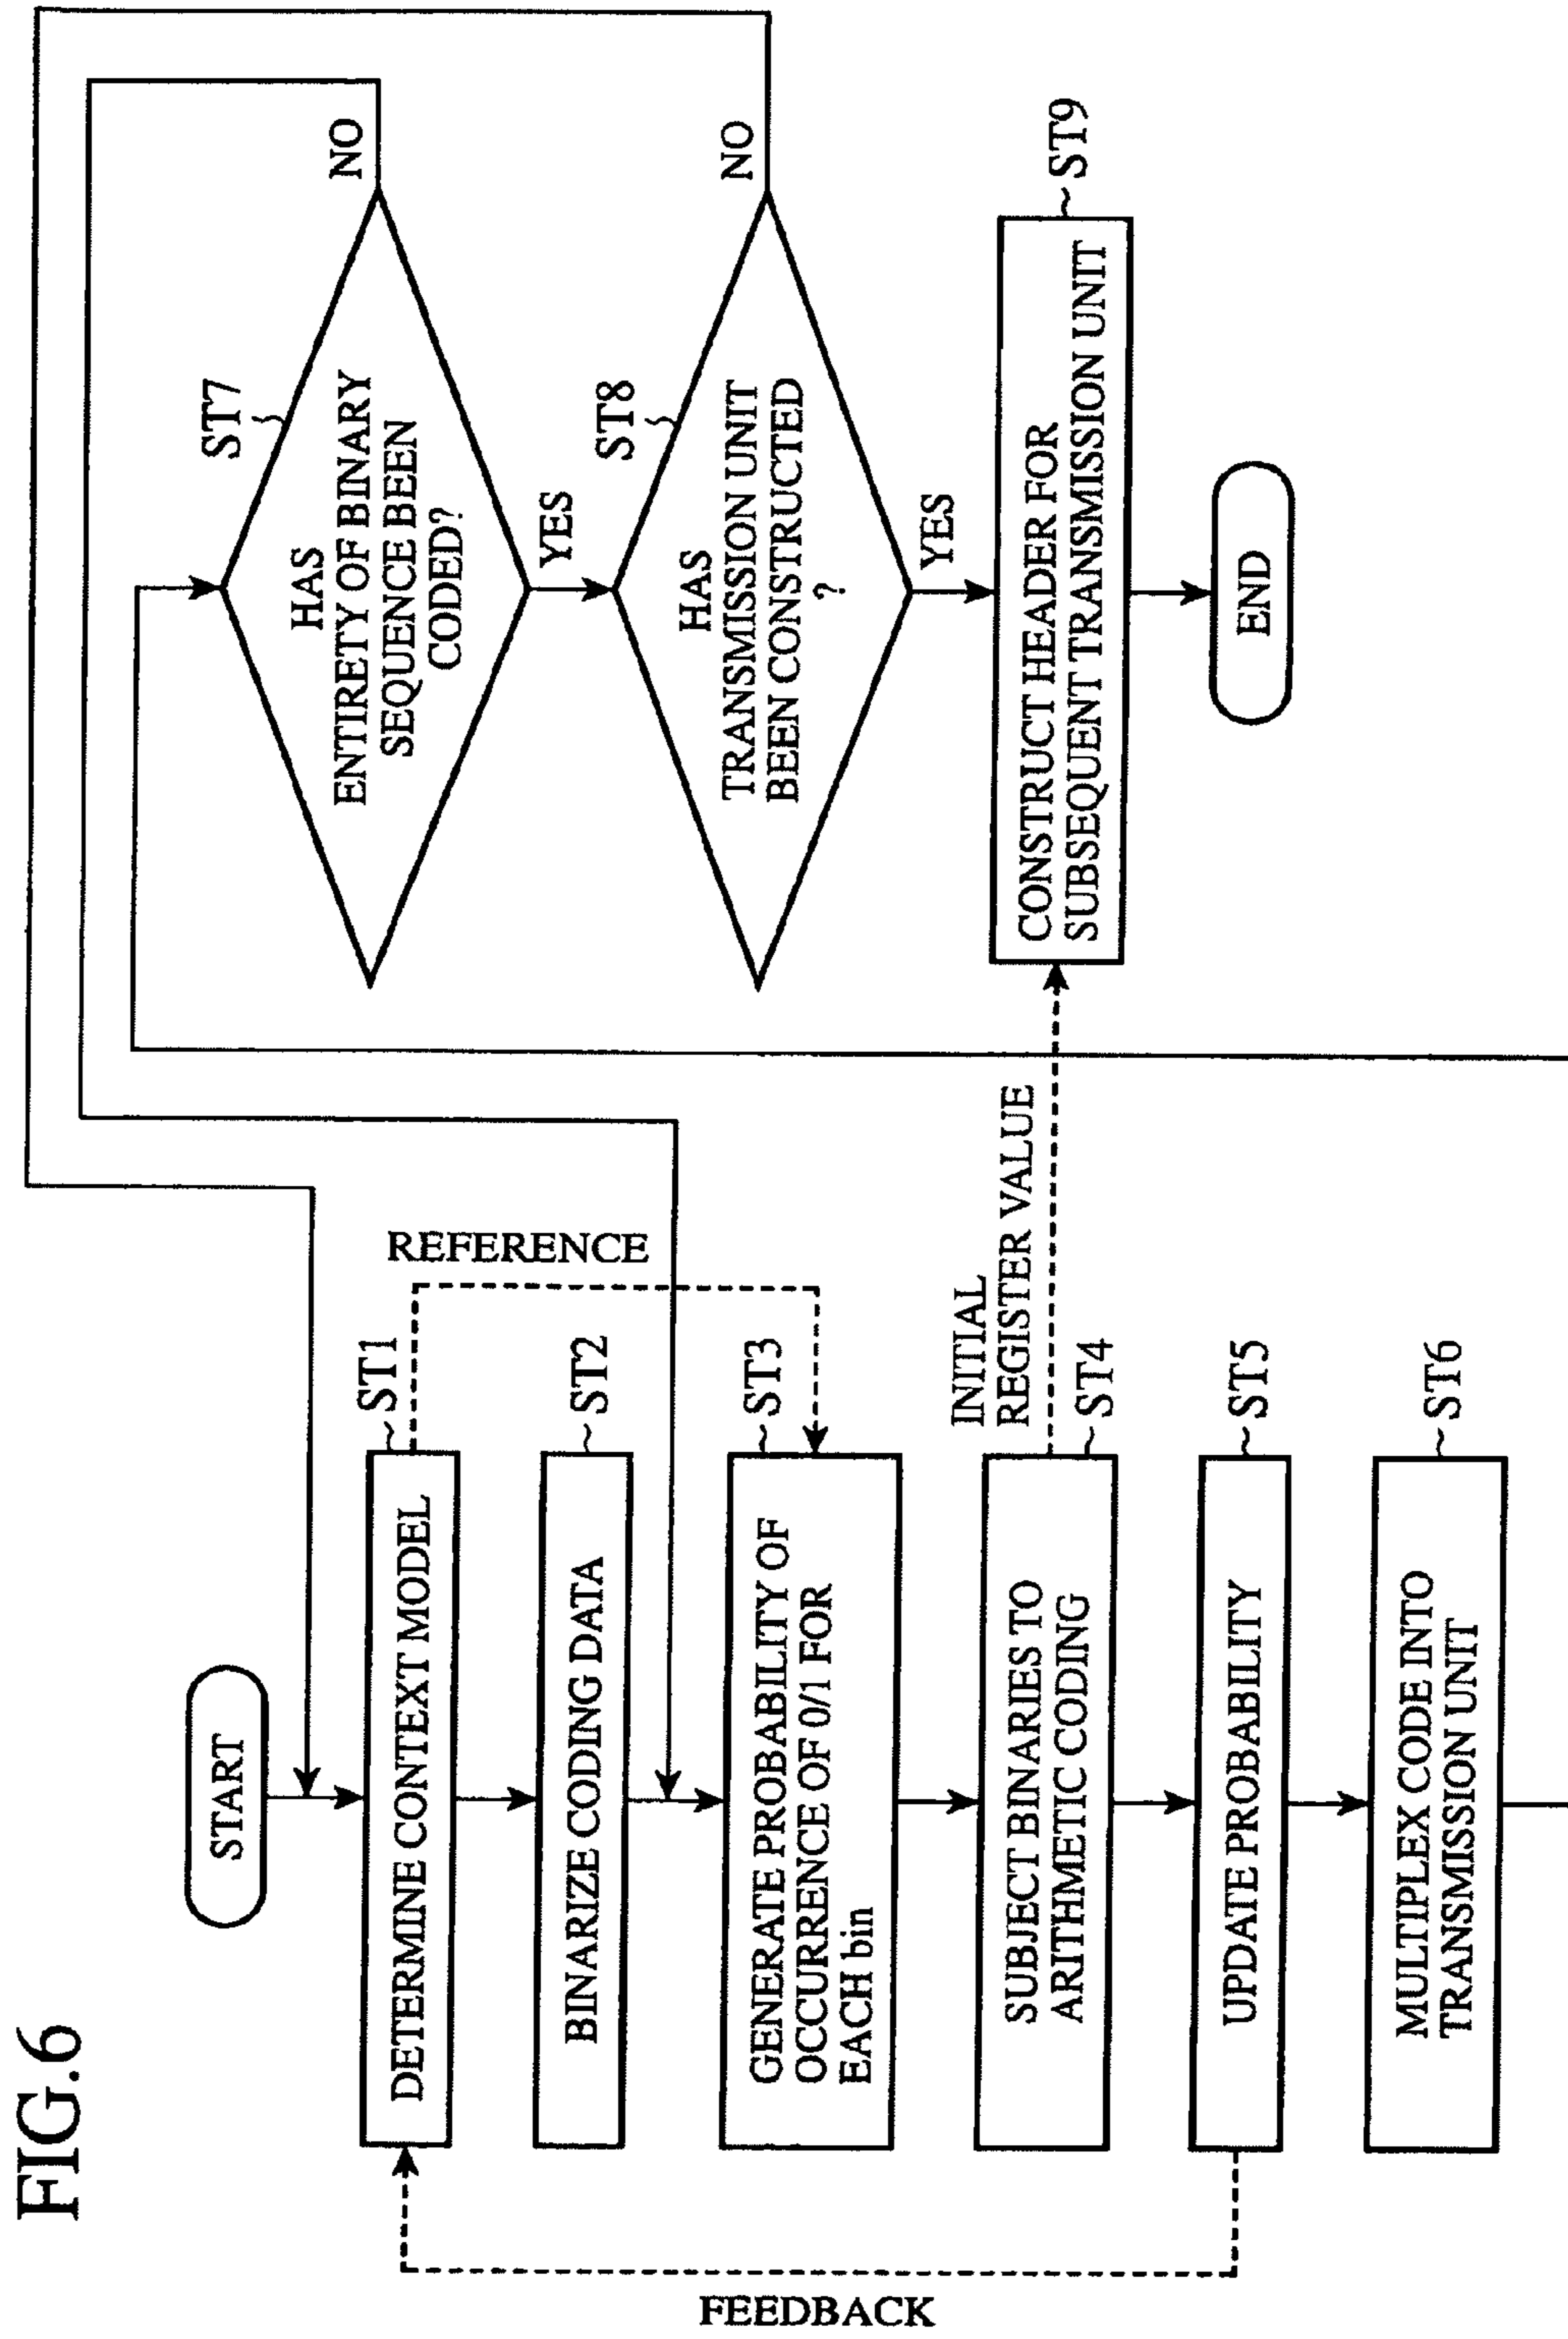 FIG.6
START
DETERMINE CONTEXT MODEL
ST1
BINARIZE CODING DATA
ST2
REFERENCE
GENERATE PROBABILITY OF
OCCURRENCE OF 0/1 FOR
EACH bin
ST3
SUBJECT BINARIES TO
ARITHMETIC CODING
ST4
INITIAL
REGISTER VALUE
UPDATE PROBABILITY
ST5
FEEDBACK
MULTIPLEX CODE INTO
TRANSMISSION UNIT
ST6
ST7
HAS
ENTIRETY OF BINARY
SEQUENCE BEEN
CODED?
NO
YES
ST8
HAS
TRANSMISSION UNIT
BEEN CONSTRUCTED
?
NO
YES
CONSTRUCT HEADER FOR
SUBSEQUENT TRANSMISSION UNIT
ST9
END